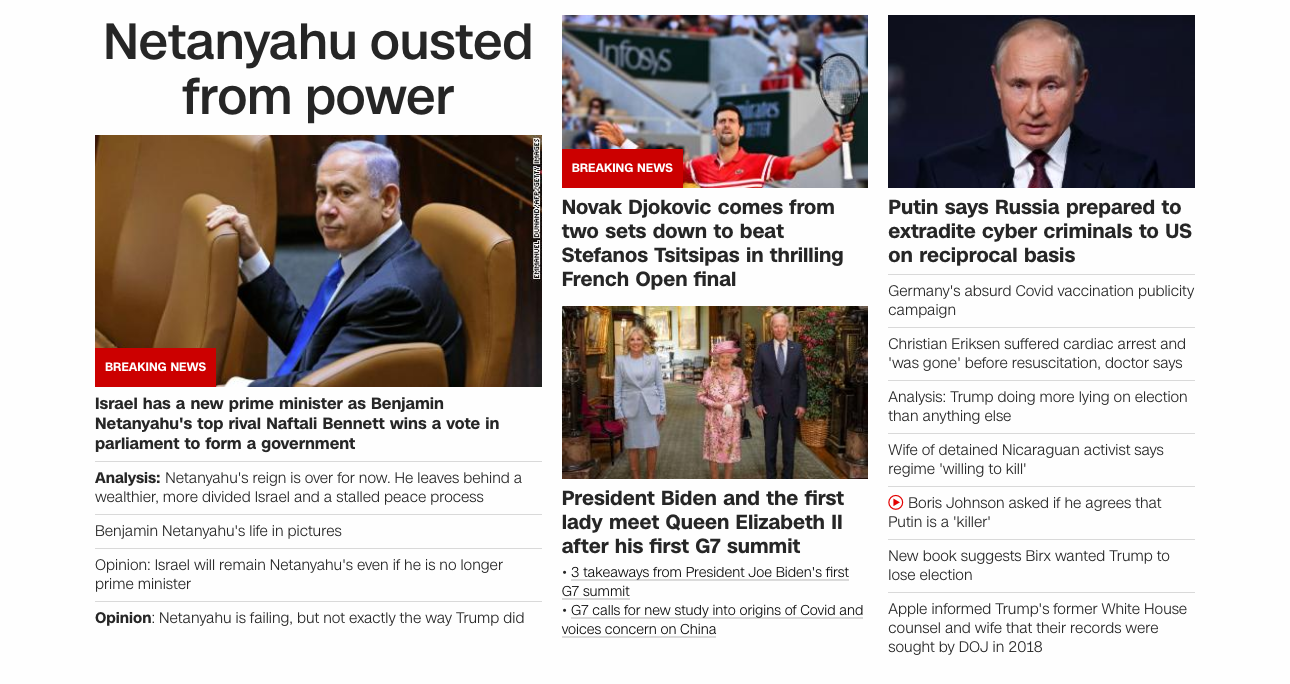 Netanyahu ousted
from power
EMMANUEL DUNAND/AFP/GETTY IMAGES
BREAKING NEWS
Israel has a new prime minister as Benjamin
Netanyahu's top rival Naftali Bennett wins a vote in
parliament to form a government
Analysis: Netanyahu's reign is over for now. He leaves behind a
wealthier, more divided Israel and a stalled peace process
Benjamin Netanyahu's life in pictures
Opinion: Israel will remain Netanyahu's even if he is no longer
prime minister
Opinion: Netanyahu is failing, but not exactly the way Trump did
Infosys
Emirates
BREAKING NEWS
Novak Djokovic comes from
two sets down to beat
Stefanos Tsitsipas in thrilling
French Open final
President Biden and the first
lady meet Queen Elizabeth II
after his first G7 summit
• 3 takeaways from President Joe Biden's first
G7 summit
• G7 calls for new study into origins of Covid and
voices concern on China
Putin says Russia prepared to
extradite cyber criminals to US
on reciprocal basis
Germany's absurd Covid vaccination publicity
campaign
Christian Eriksen suffered cardiac arrest and
'was gone' before resuscitation, doctor says
Analysis: Trump doing more lying on election
than anything else
Wife of detained Nicaraguan activist says
regime 'willing to kill'
Boris Johnson asked if he agrees that
Putin is a 'killer'
New book suggests Birx wanted Trump to
lose election
Apple informed Trump's former White House
counsel and wife that their records were
sought by DOJ in 2018